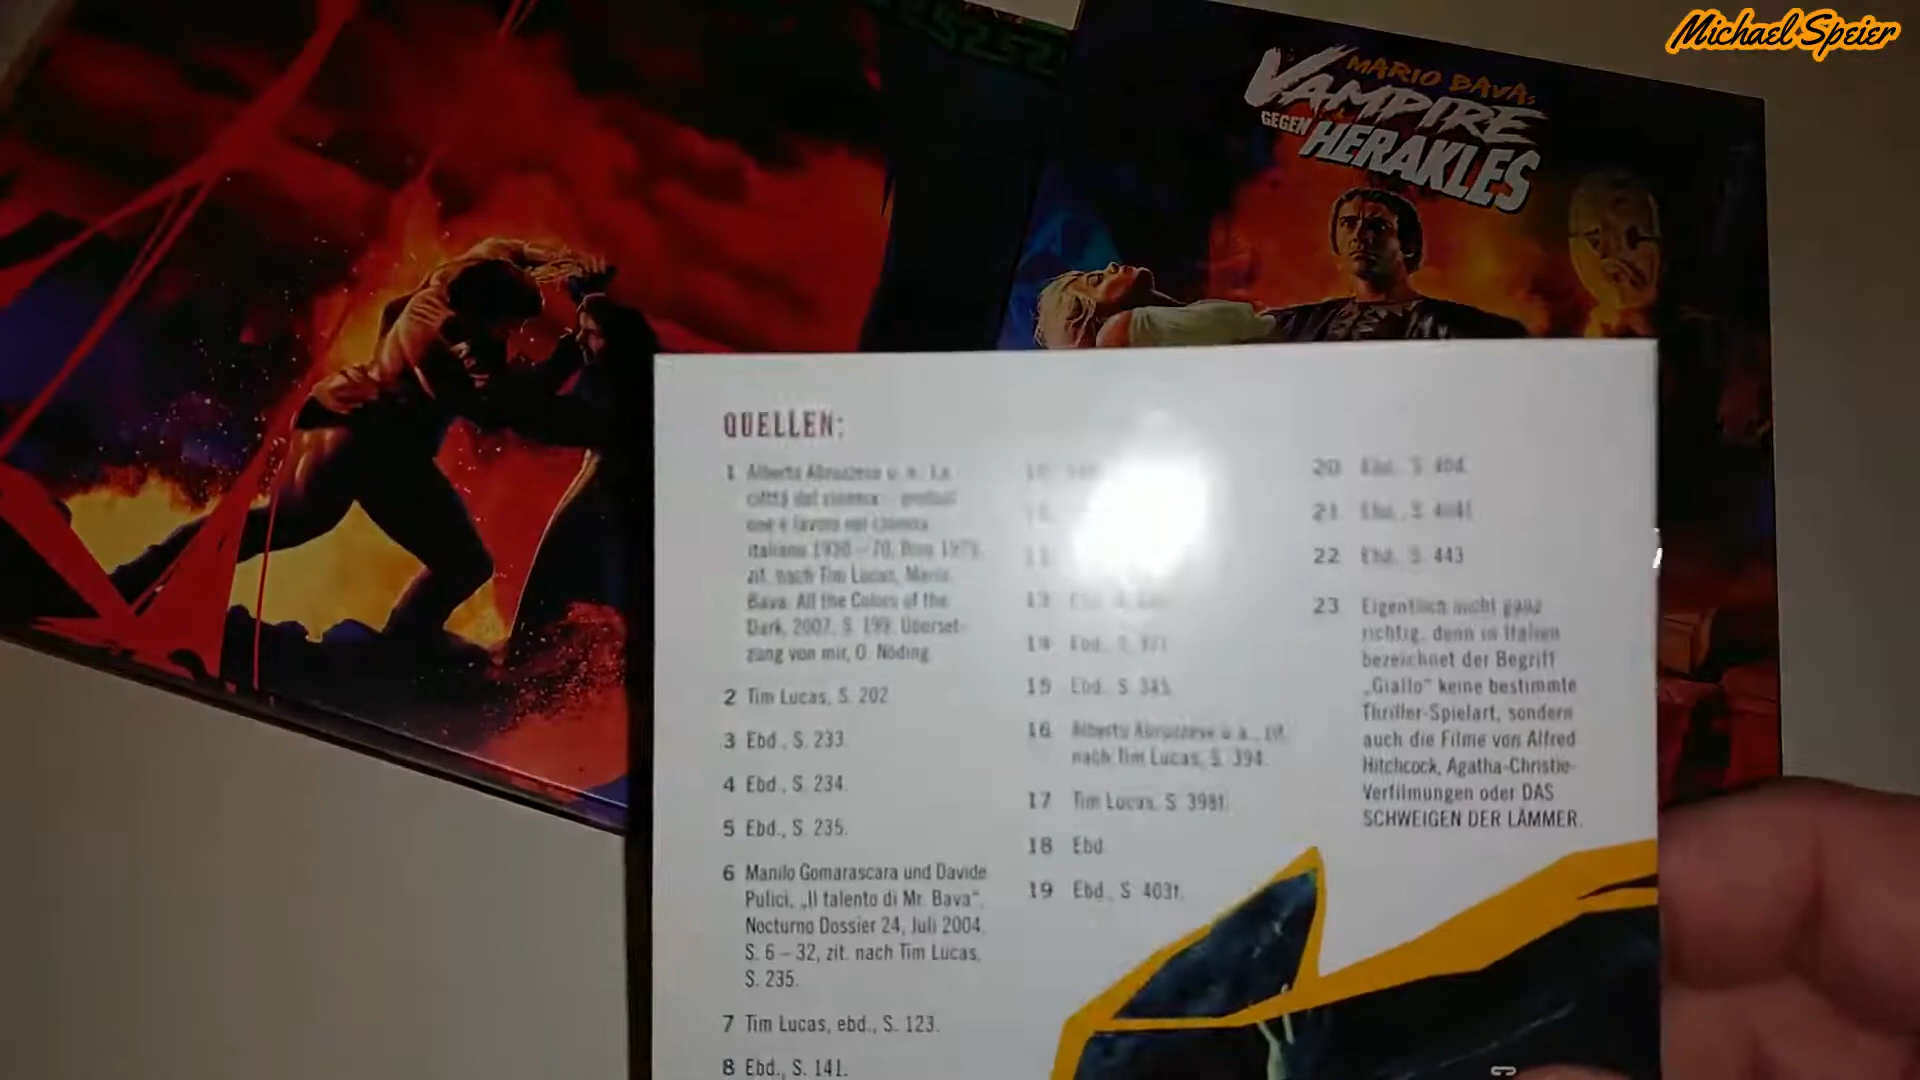 Michael Speier
MARIO BAVA:
VAMPIRE
GEGEN HERAKLES
QUELLEN:
1 Alberto Abruzzese u. a. La
città del cinema –
one e lavoro nel cinema
italiano 1930 – 70, 1979,
zit. nach Tim Lucas, Mario
Bava. All the Colors of the
Dark, 2007, S. 199. Überset-
zung von mir, O. Nöding
2 Tim Lucas, S. 202
3 Ebd., S. 233.
4 Ebd., S. 234.
5 Ebd., S. 235.
6 Manilo Gomarascara und Davide
Pulici, „Il talento di Mr. Bava“,
Nocturno Dossier 24, Juli 2004,
S. 6 – 32, zit. nach Tim Lucas,
S. 235.
7 Tim Lucas, ebd., S. 123.
8 Ebd., S. 141.
13
14 Ebd., S.
15 Ebd. S. 385.
16 Alberto Abruzzese u. a., zit.
nach Tim Lucas, S. 394.
17 Tim Lucas, S. 398f.
18 Ebd.
19 Ebd., S. 403f.
20 Ebd. S.
21 Ebd., S.
22 Ebd. S. 443
23 Eigentlich nicht ganz
richtig, denn in Italien
bezeichnet der Begriff
„Giallo“ keine bestimmte
Thriller-Spielart, sondern
auch die Filme von Alfred
Hitchcock, Agatha-Christie-
Verfilmungen oder DAS
SCHWEIGEN DER LÄMMER.